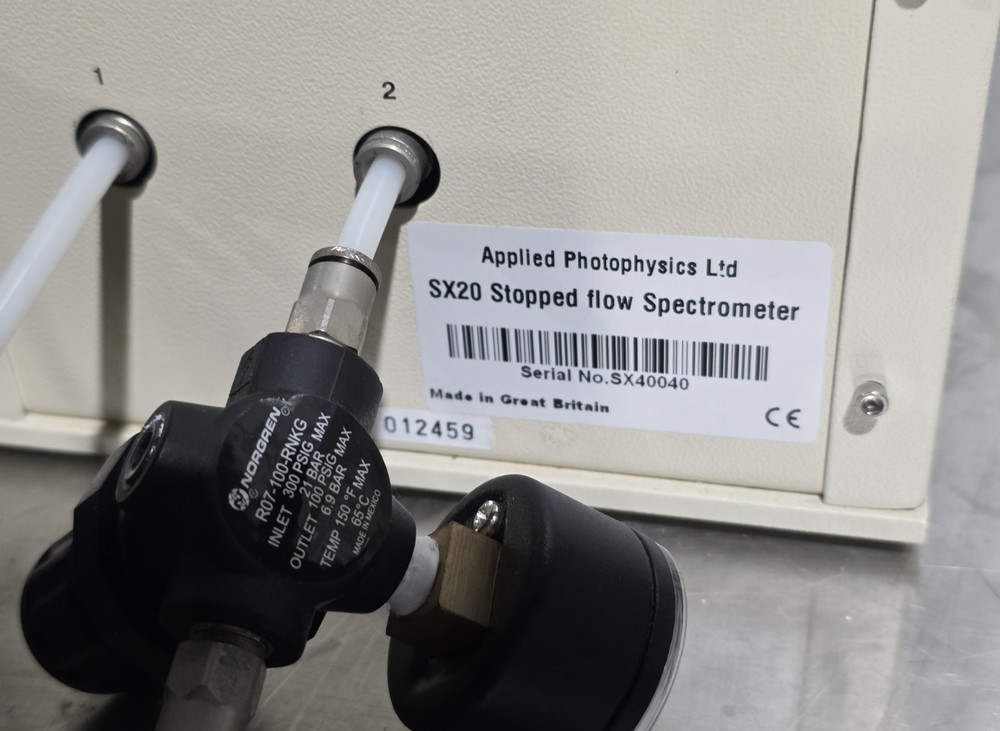 1
2
Applied Photophysics Ltd
SX20 Stopped flow Spectrometer
Serial No.SX40040
Made in Great Britain
CE
012459
NORGREN
R07-100-RNKG
INLET 300 PSIG MAX
21 BAR
OUTLET 100 PSIG MAX
6.9 BAR
TEMP 150 °F MAX
65°C
MADE IN MEXICO